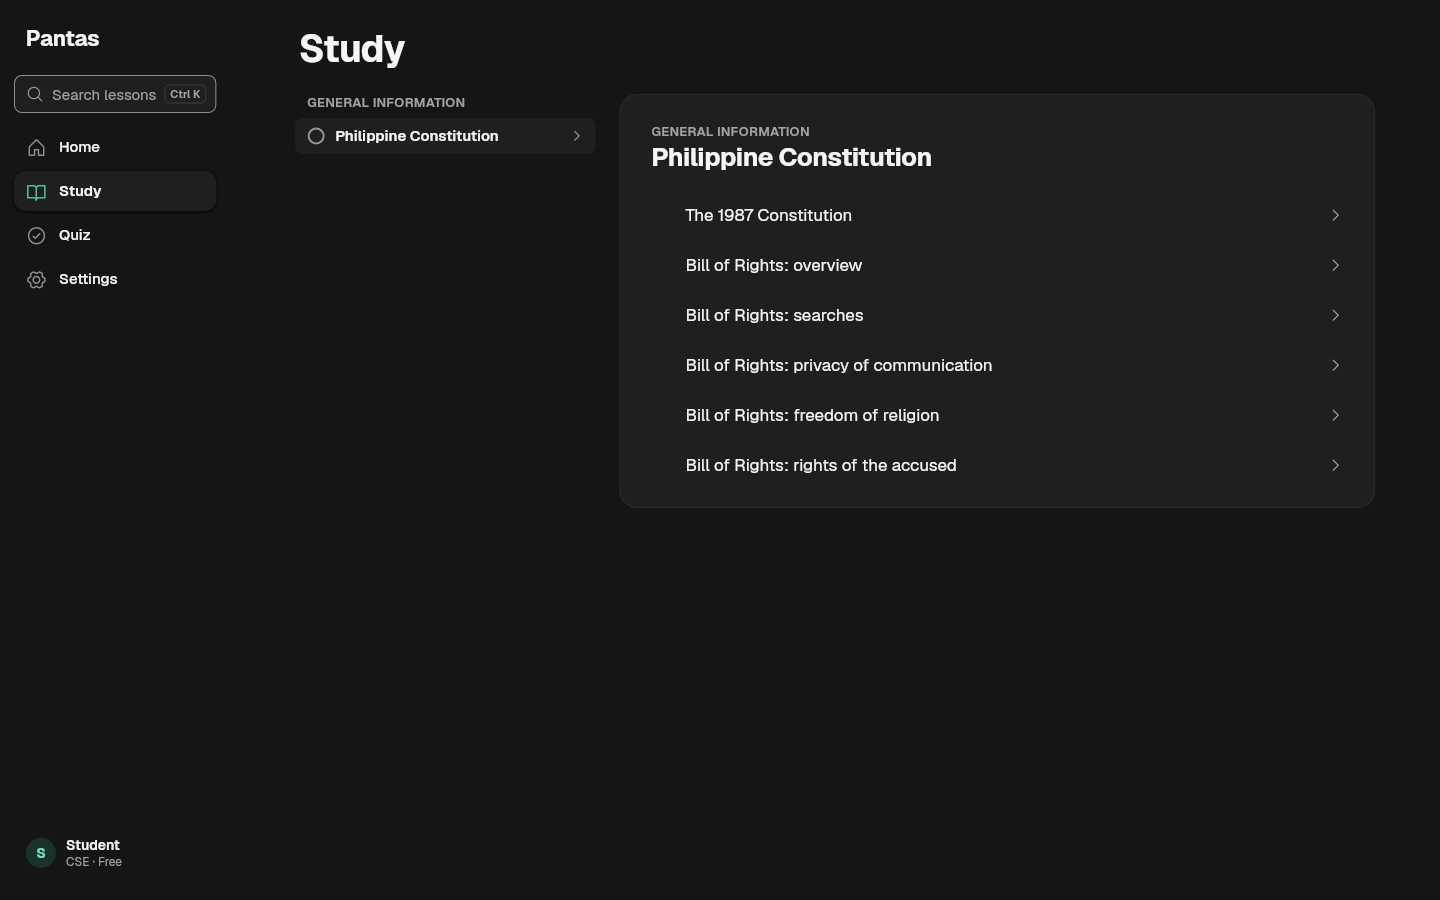 Pantas
Search lessons Ctrl K
Home
Study
Quiz
Settings
Student
CSE · Free
Study
GENERAL INFORMATION
Philippine Constitution
GENERAL INFORMATION
Philippine Constitution
The 1987 Constitution
Bill of Rights: overview
Bill of Rights: searches
Bill of Rights: privacy of communication
Bill of Rights: freedom of religion
Bill of Rights: rights of the accused
S